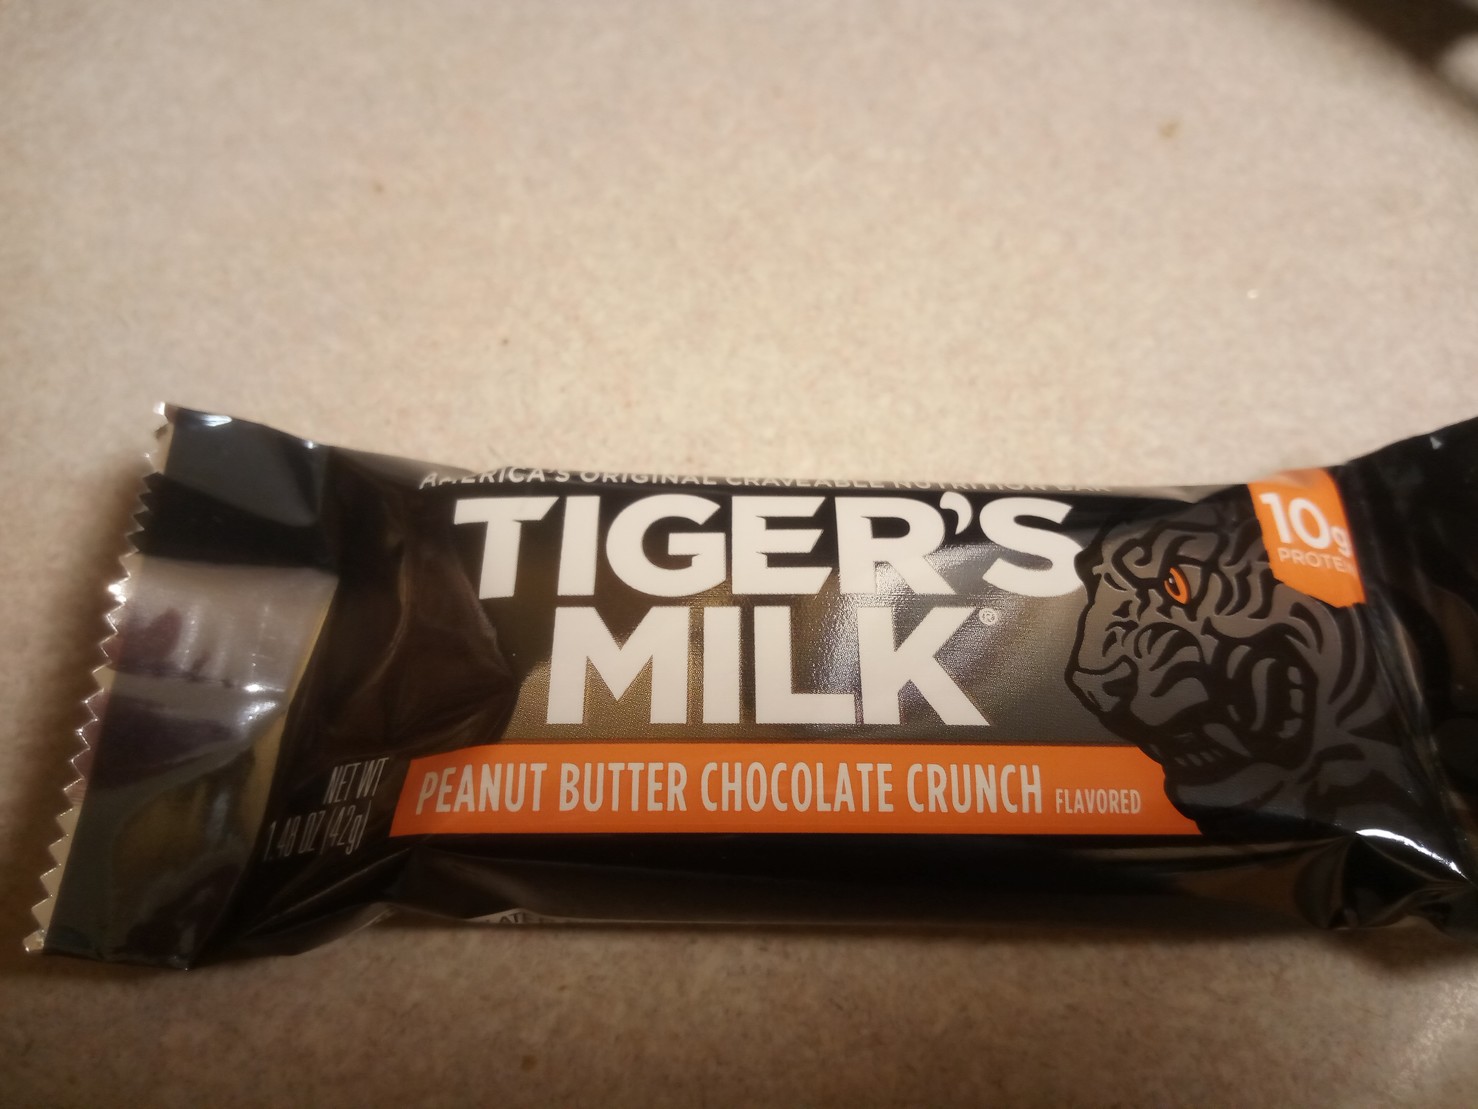 AMERICA'S ORIGINAL CRAVEABLE NUTRITION BAR
TIGER'S
MILK®
10g
PROTEIN
PEANUT BUTTER CHOCOLATE CRUNCH FLAVORED
NET WT
1.48 OZ (42g)